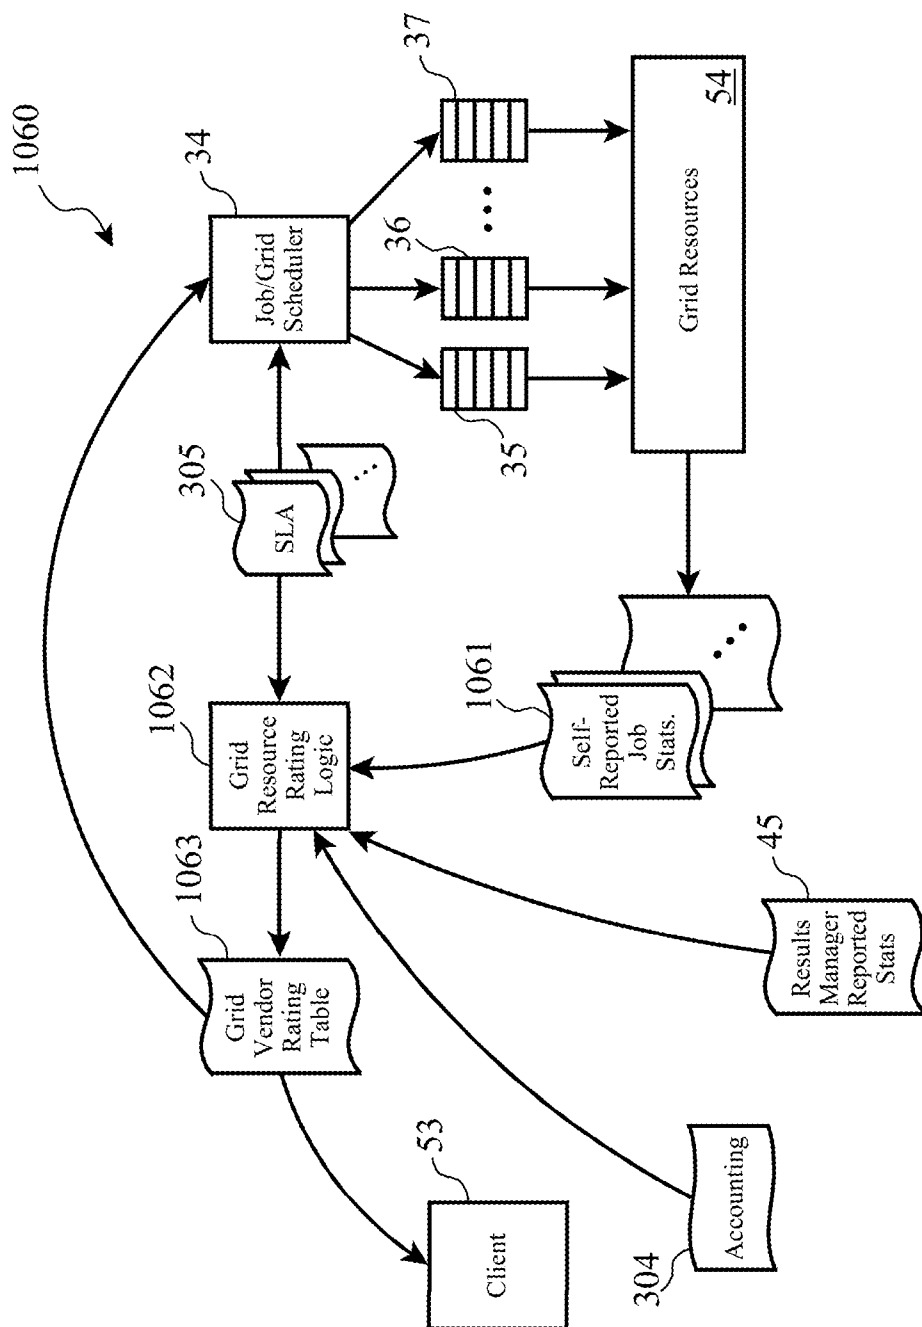 1060
1063
1062
305
34
Grid
Vendor
Rating
Table
Grid
Resource
Rating
Logic
SLA
Job/Grid
Scheduler
53
Client
1061
35
36
37
Self-
Reported
Job
Stats.
304
Accounting
45
Results
Manager
Reported
Stats
Grid Resources
54